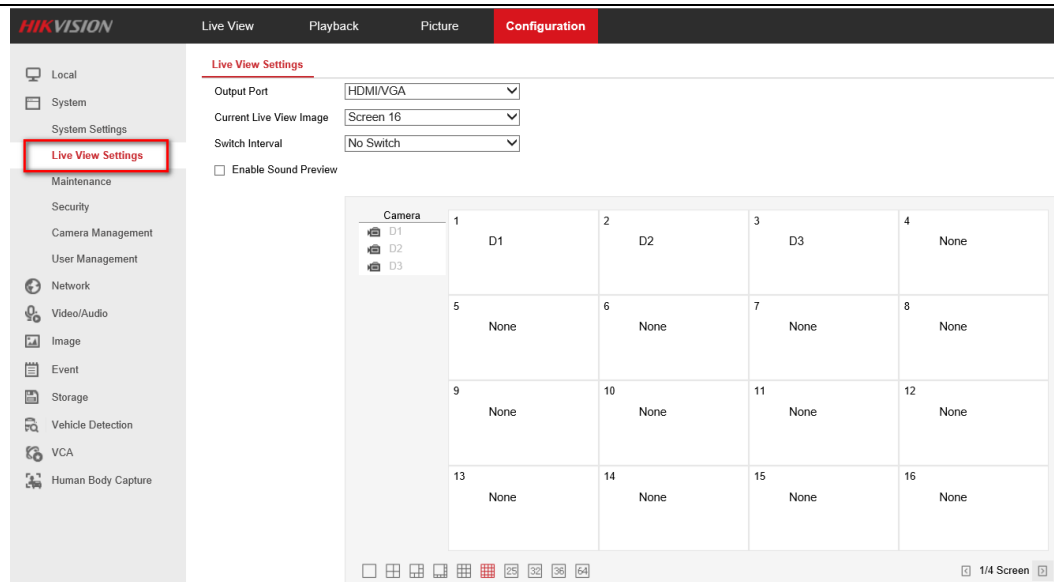 HIKVISION
Live View
Playback
Picture
Configuration
Local
System
System Settings
Live View Settings
Maintenance
Security
Camera Management
User Management
Network
Video/Audio
Image
Event
Storage
Vehicle Detection
VCA
Human Body Capture
Live View Settings
Output Port HDMI/VGA
Current Live View Image Screen 16
Switch Interval No Switch
Enable Sound Preview
Camera
D1
D2
D3
1 2 3 4
D1 D2 D3 None
5 6 7 8
None None None None
9 10 11 12
None None None None
13 14 15 16
None None None None
25 32 36 64
1/4 Screen